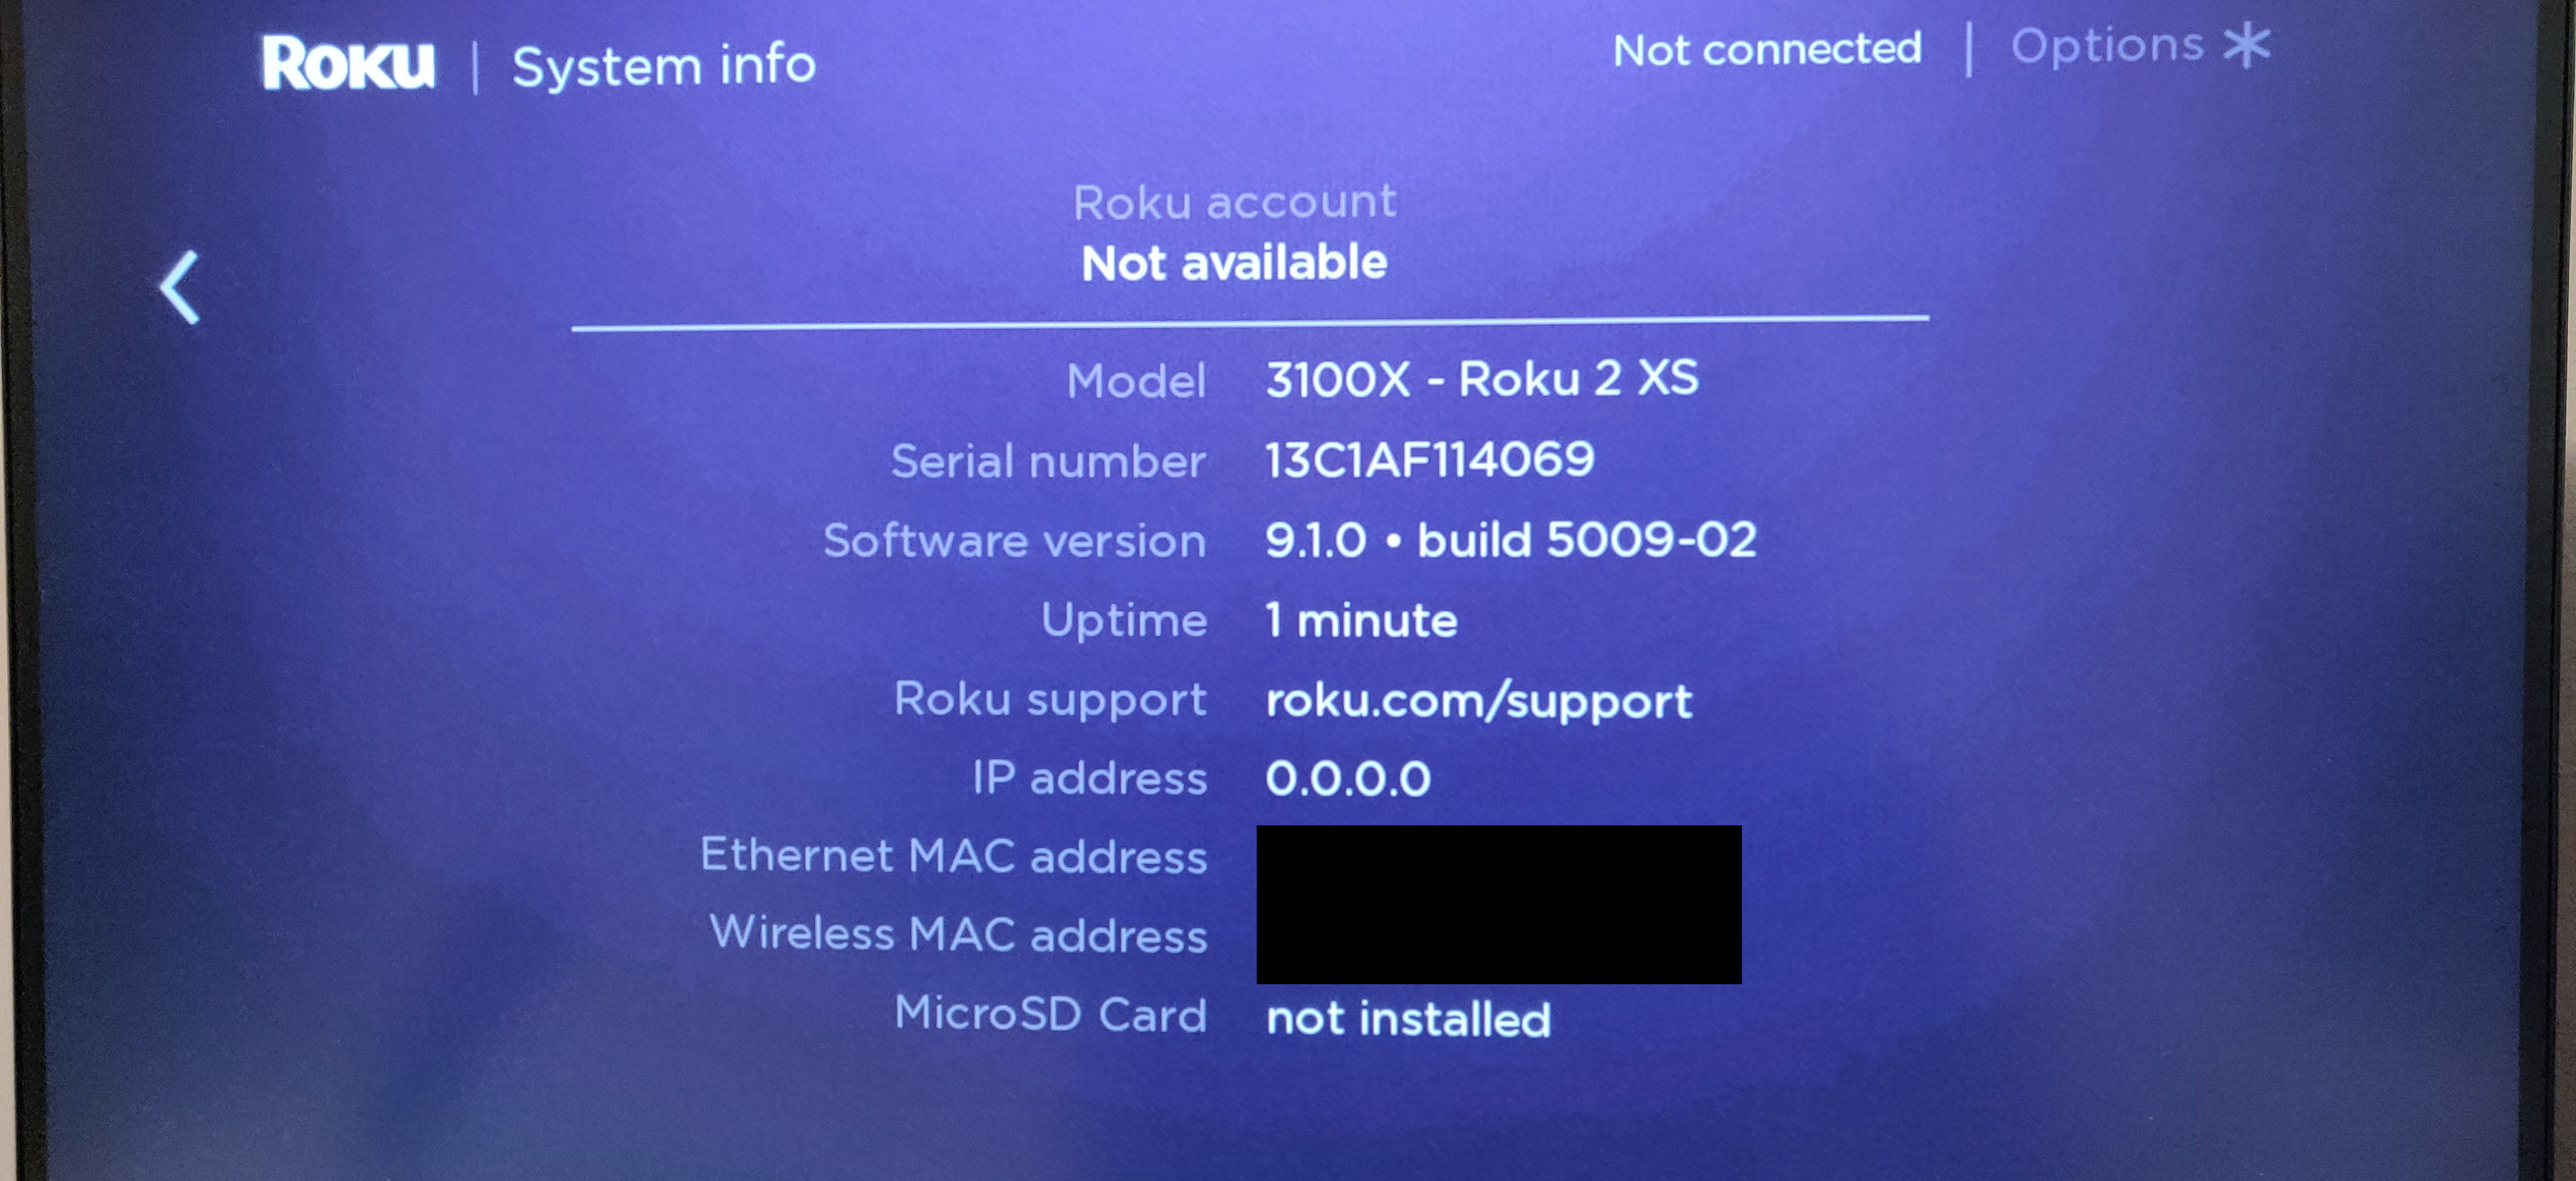 Roku | System info
Not connected | Options *
Roku account
Not available
Model 3100X - Roku 2 XS
Serial number 13C1AF114069
Software version 9.1.0 • build 5009-02
Uptime 1 minute
Roku support roku.com/support
IP address 0.0.0.0
Ethernet MAC address
Wireless MAC address
MicroSD Card not installed